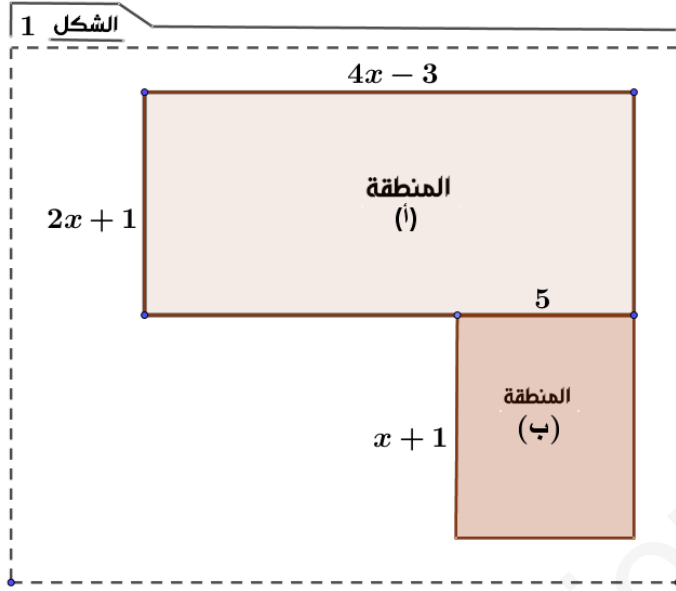 الشكل 1
4x − 3
المنطقة
(أ)
2x + 1
5
المنطقة
(ب)
x + 1